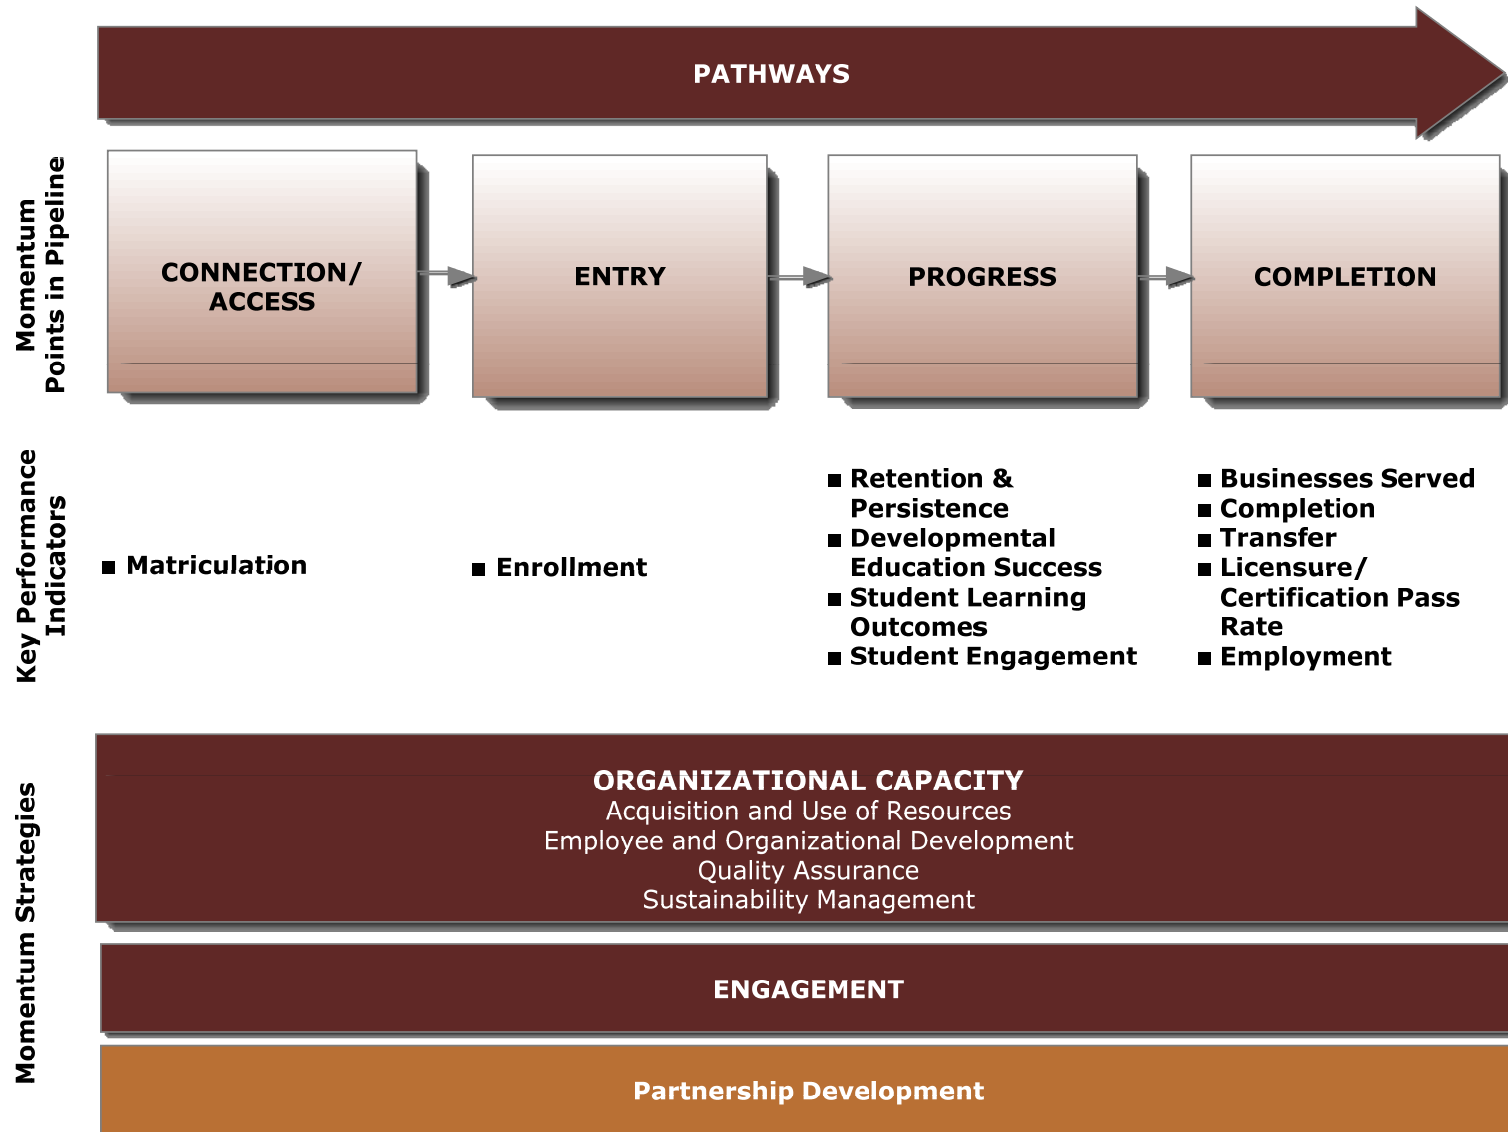 PATHWAYS
Momentum
Points in Pipeline
CONNECTION/
ACCESS
ENTRY
PROGRESS
COMPLETION
Key Performance
Indicators
■ Matriculation
■ Enrollment
■ Retention &
Persistence
■ Developmental
Education Success
■ Student Learning
Outcomes
■ Student Engagement
■ Businesses Served
■ Completion
■ Transfer
■ Licensure/
Certification Pass
Rate
■ Employment
Momentum Strategies
ORGANIZATIONAL CAPACITY
Acquisition and Use of Resources
Employee and Organizational Development
Quality Assurance
Sustainability Management
ENGAGEMENT
Partnership Development